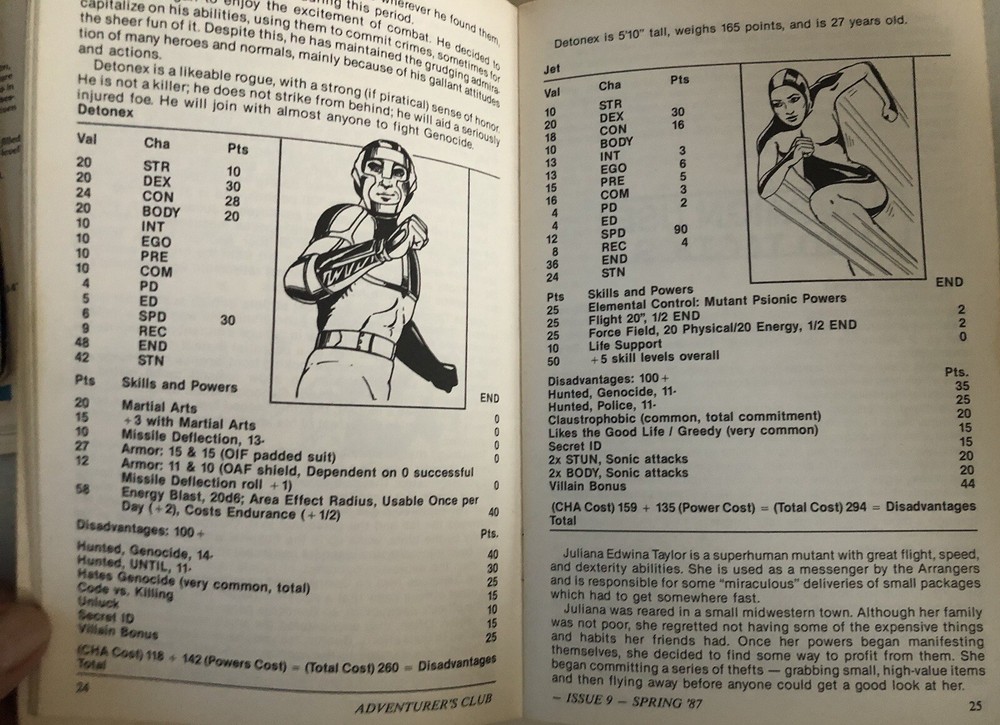 wherever he found them,
during this period.
enjoy the excitement of combat. He decided to
capitalize on his abilities, using them to commit crimes, sometimes for
the sheer fun of it. Despite this, he has maintained the grudging admira-
tion of many heroes and normals, mainly because of his gallant attitudes
and actions.
Detonex is a likeable rogue, with a strong (if piratical) sense of honor.
He is not a killer; he does not strike from behind; he will aid a seriously
injured foe. He will join with almost anyone to fight Genocide.
Detonex
Val Cha Pts
20 STR 10
20 DEX 30
24 CON 28
20 BODY 20
10 INT
10 EGO
10 PRE
10 COM
4 PD
5 ED
6 SPD 30
9 REC
48 END
42 STN
Pts Skills and Powers END
20 Martial Arts 0
15 +3 with Martial Arts 0
10 Missile Deflection, 13- 0
27 Armor: 15 & 15 (OIF padded suit) 0
12 Armor: 11 & 10 (OAF shield, Dependent on 0 successful
Missile Deflection roll +1) 0
58 Energy Blast, 20d6; Area Effect Radius, Usable Once per
Day (+2), Costs Endurance (+1/2) 40
Disadvantages: 100+ Pts.
Hunted, Genocide, 14- 40
Hunted, UNTIL, 11- 30
Hates Genocide (very common, total) 25
Code vs. Killing 15
Unluck 10
Secret ID 15
Villain Bonus 25
(CHA Cost) 118 + 142 (Powers Cost) = (Total Cost) 260 = Disadvantages
Total
24
ADVENTURER'S CLUB
Detonex is 5'10" tall, weighs 165 points, and is 27 years old.
Jet
Val Cha Pts
10 STR
20 DEX 30
18 CON 16
10 BODY
13 INT 3
13 EGO 6
15 PRE 5
16 COM 3
4 PD 2
4 ED
12 SPD 90
8 REC 4
36 END
24 STN
Pts Skills and Powers END
25 Elemental Control: Mutant Psionic Powers
25 Flight 20", 1/2 END 2
25 Force Field, 20 Physical/20 Energy, 1/2 END 2
10 Life Support 0
50 +5 skill levels overall
Disadvantages: 100+ Pts.
Hunted, Genocide, 11- 35
Hunted, Police, 11- 25
Claustrophobic (common, total commitment) 20
Likes the Good Life / Greedy (very common) 15
Secret ID 15
2x STUN, Sonic attacks 20
2x BODY, Sonic attacks 20
Villain Bonus 44
(CHA Cost) 159 + 135 (Power Cost) = (Total Cost) 294 = Disadvantages
Total
Juliana Edwina Taylor is a superhuman mutant with great flight, speed,
and dexterity abilities. She is used as a messenger by the Arrangers
and is responsible for some "miraculous" deliveries of small packages
which had to get somewhere fast.
Juliana was reared in a small midwestern town. Although her family
was not poor, she regretted not having some of the expensive things
and habits her friends had. Once her powers began manifesting
themselves, she decided to find some way to profit from them. She
began committing a series of thefts — grabbing small, high-value items
and then flying away before anyone could get a good look at her.
— ISSUE 9 — SPRING '87
25